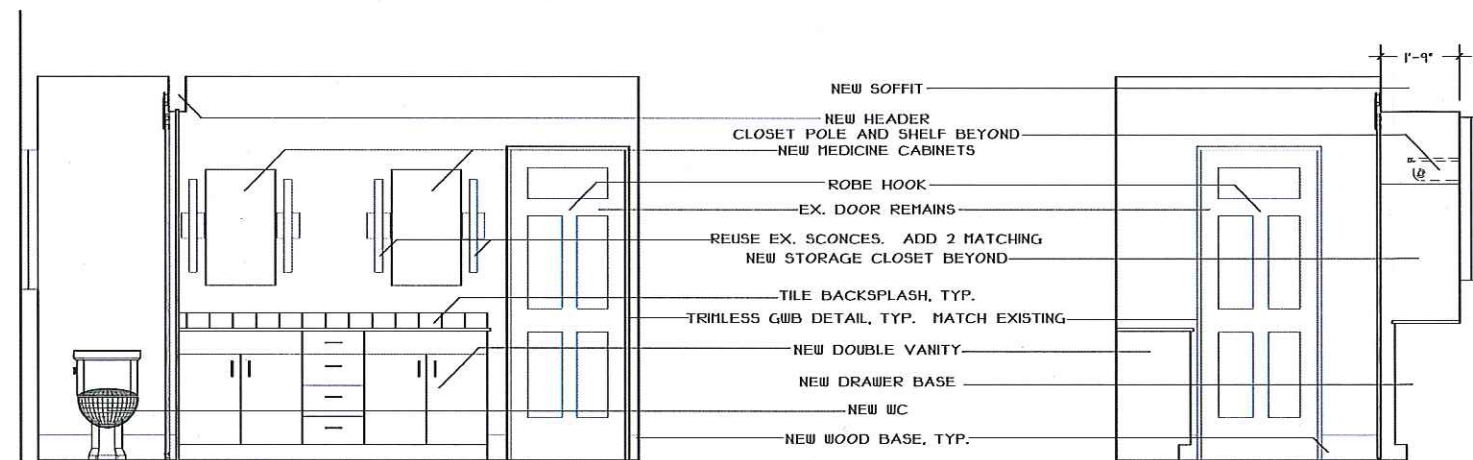 1'-9"
NEW SOFFIT
NEW HEADER
CLOSET POLE AND SHELF BEYOND
NEW MEDICINE CABINETS
ROBE HOOK
EX. DOOR REMAINS
REUSE EX. SCONCES. ADD 2 MATCHING
NEW STORAGE CLOSET BEYOND
TILE BACKSPLASH, TYP.
TRIMLESS GWB DETAIL, TYP. MATCH EXISTING
NEW DOUBLE VANITY
NEW DRAWER BASE
NEW WC
NEW WOOD BASE, TYP.